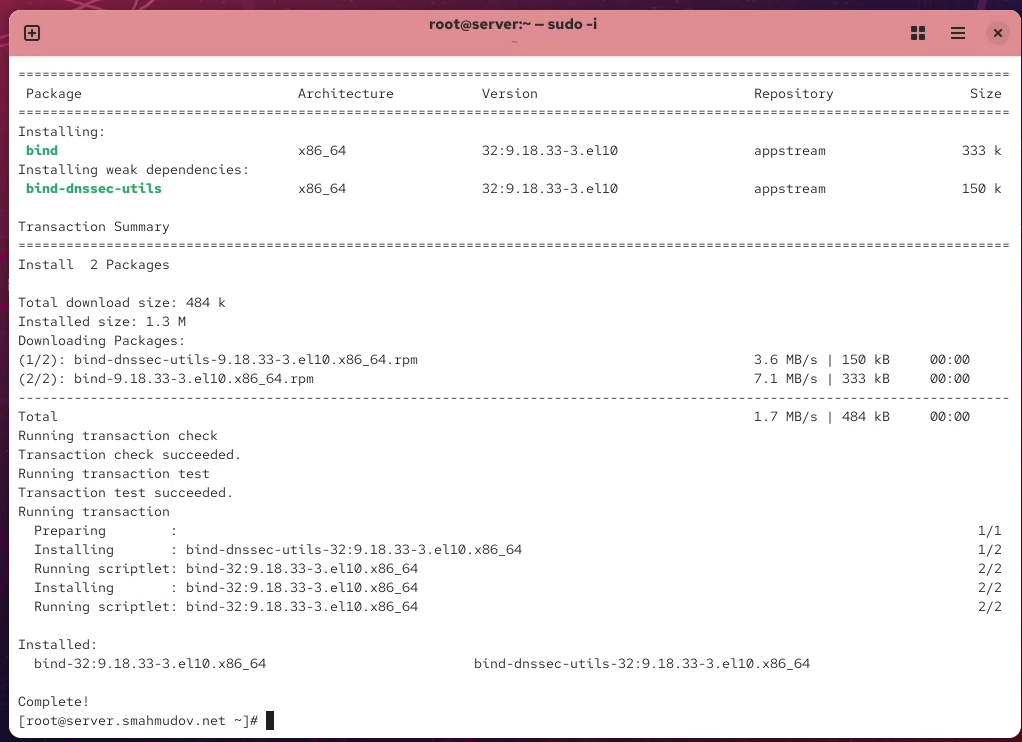 root@server:~ — sudo -i
~
====================================================================================================
Package Architecture Version Repository Size
====================================================================================================
Installing:
bind x86_64 32:9.18.33-3.el10 appstream 333 k
Installing weak dependencies:
bind-dnssec-utils x86_64 32:9.18.33-3.el10 appstream 150 k
Transaction Summary
====================================================================================================
Install  2 Packages
Total download size: 484 k
Installed size: 1.3 M
Downloading Packages:
(1/2): bind-dnssec-utils-9.18.33-3.el10.x86_64.rpm 3.6 MB/s | 150 kB 00:00
(2/2): bind-9.18.33-3.el10.x86_64.rpm 7.1 MB/s | 333 kB 00:00
----------------------------------------------------------------------------------------------------
Total 1.7 MB/s | 484 kB 00:00
Running transaction check
Transaction check succeeded.
Running transaction test
Transaction test succeeded.
Running transaction
Preparing : 1/1
Installing : bind-dnssec-utils-32:9.18.33-3.el10.x86_64 1/2
Running scriptlet: bind-32:9.18.33-3.el10.x86_64 2/2
Installing : bind-32:9.18.33-3.el10.x86_64 2/2
Running scriptlet: bind-32:9.18.33-3.el10.x86_64 2/2
Installed:
bind-32:9.18.33-3.el10.x86_64 bind-dnssec-utils-32:9.18.33-3.el10.x86_64
Complete!
[root@server.smahmudov.net ~]#